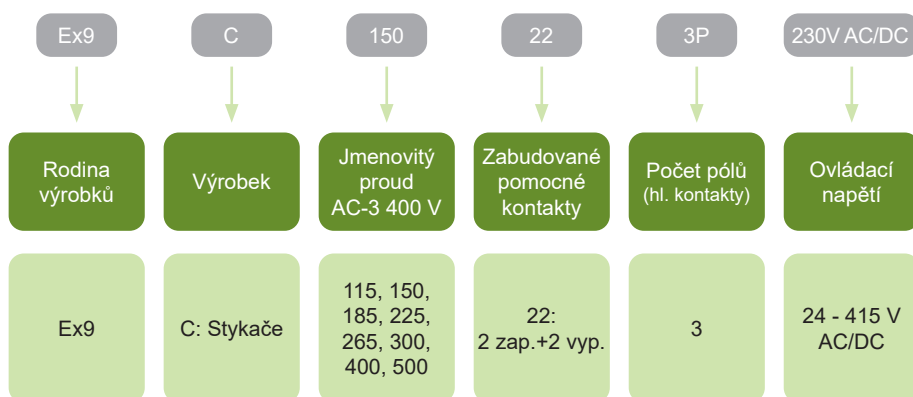 Ex9
C
150
22
3P
230V AC/DC
Rodina
výrobků
Výrobek
Jmenovitý
proud
AC-3 400 V
Zabudované
pomocné
kontakty
Počet pólů
(hl. kontakty)
Ovládací
napětí
Ex9
C: Stykače
115, 150,
185, 225,
265, 300,
400, 500
22:
2 zap.+2 vyp.
3
24 - 415 V
AC/DC